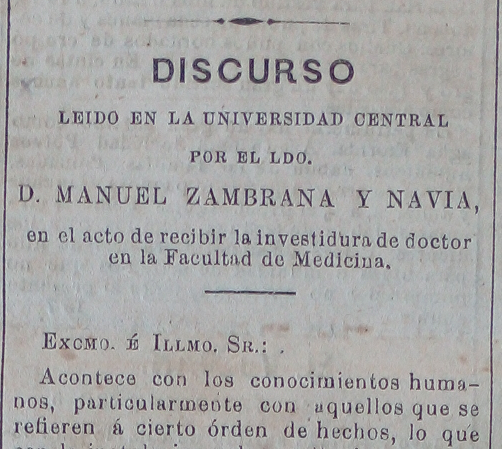 DISCURSO
LEIDO EN LA UNIVERSIDAD CENTRAL
POR EL LDO.
D. MANUEL ZAMBRANA Y NAVIA,
en el acto de recibir la investidura de doctor
en la Facultad de Medicina.
EXCMO. É ILLMO. SR.:
Acontece con los conocimientos huma-
nos, particularmente con aquellos que se
refieren á cierto órden de hechos, lo que